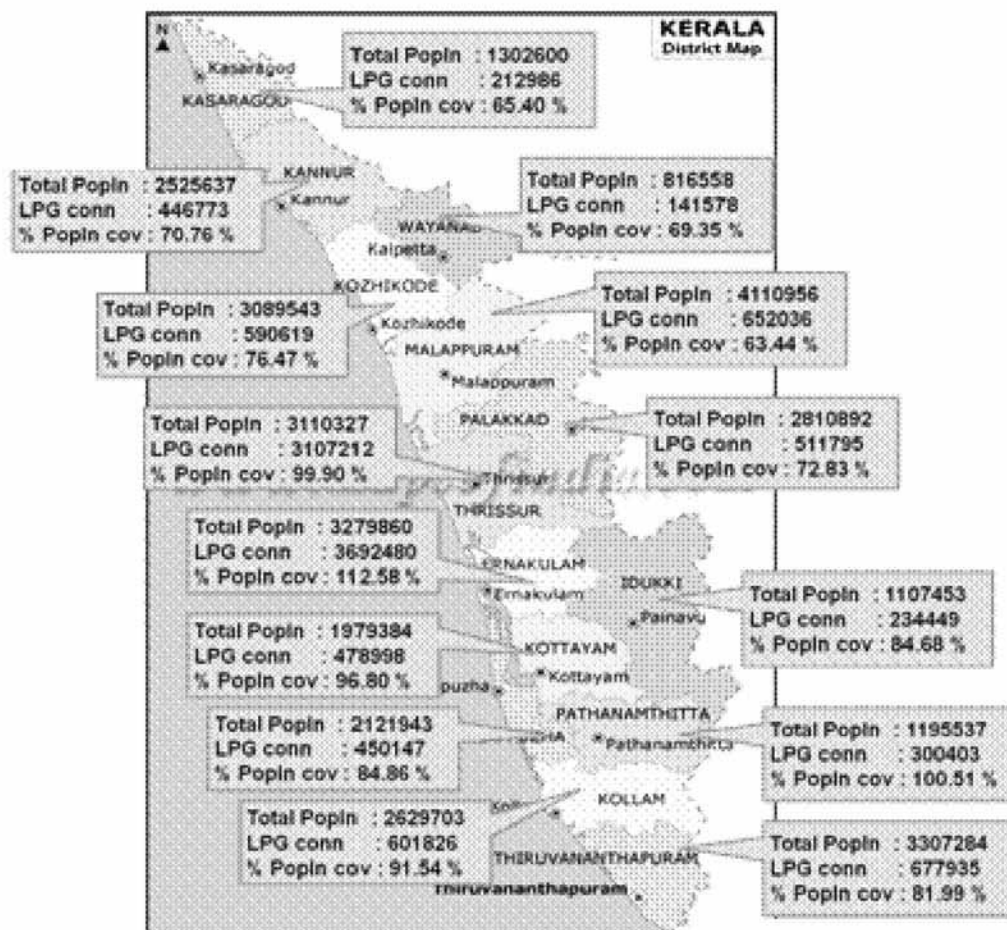 N
KERALA
District Map
Total Popln : 1302600
LPG conn : 212986
% Popln cov : 65.40 %
Kasaragod
KASARAGOD
KANNUR
Kannur
Total Popln : 2525637
LPG conn : 446773
% Popln cov : 70.76 %
Total Popln : 816558
LPG conn : 141578
% Popln cov : 69.35 %
WAYANAD
Kalpetta
KOZHIKODE
Kozhikode
Total Popln : 3089543
LPG conn : 590619
% Popln cov : 76.47 %
Total Popln : 4110956
LPG conn : 652036
% Popln cov : 63.44 %
MALAPPURAM
Malappuram
PALAKKAD
Total Popln : 3110327
LPG conn : 3107212
% Popln cov : 99.90 %
Total Popln : 2810892
LPG conn : 511795
% Popln cov : 72.83 %
Thrissur
THRISSUR
Total Popln : 3279860
LPG conn : 3692480
% Popln cov : 112.58 %
ERNAKULAM
Ernakulam
IDUKKI
Painavu
Total Popln : 1107453
LPG conn : 234449
% Popln cov : 84.68 %
Total Popln : 1979384
LPG conn : 478998
% Popln cov : 96.80 %
KOTTAYAM
Kottayam
puzha
PATHANAMTHITTA
Pathanamthitta
Total Popln : 2121943
LPG conn : 450147
% Popln cov : 84.86 %
Total Popln : 1195537
LPG conn : 300403
% Popln cov : 100.51 %
KOLLAM
Total Popln : 2629703
LPG conn : 601826
% Popln cov : 91.54 %
THIRUVANANTHAPURAM
Thiruvananthapuram
Total Popln : 3307284
LPG conn : 677935
% Popln cov : 81.99 %